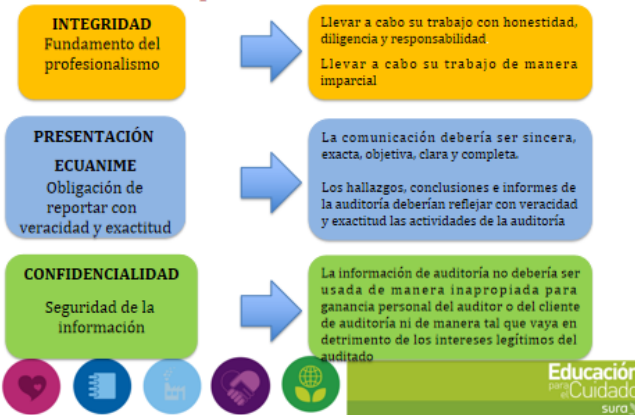 INTEGRIDAD
Fundamento del
profesionalismo
Llevar a cabo su trabajo con honestidad,
diligencia y responsabilidad
Llevar a cabo su trabajo de manera
imparcial
PRESENTACIÓN
ECUANIME
Obligación de
reportar con
veracidad y exactitud
La comunicación debería ser sincera,
exacta, objetiva, clara y completa.
Los hallazgos, conclusiones e informes de
la auditoría deberían reflejar con veracidad
y exactitud las actividades de la auditoría
CONFIDENCIALIDAD
Seguridad de la
información
La información de auditoría no debería ser
usada de manera inapropiada para
ganancia personal del auditor o del cliente
de auditoría ni de manera tal que vaya en
detrimento de los intereses legítimos del
auditado
Educación
para el Cuidado
sura